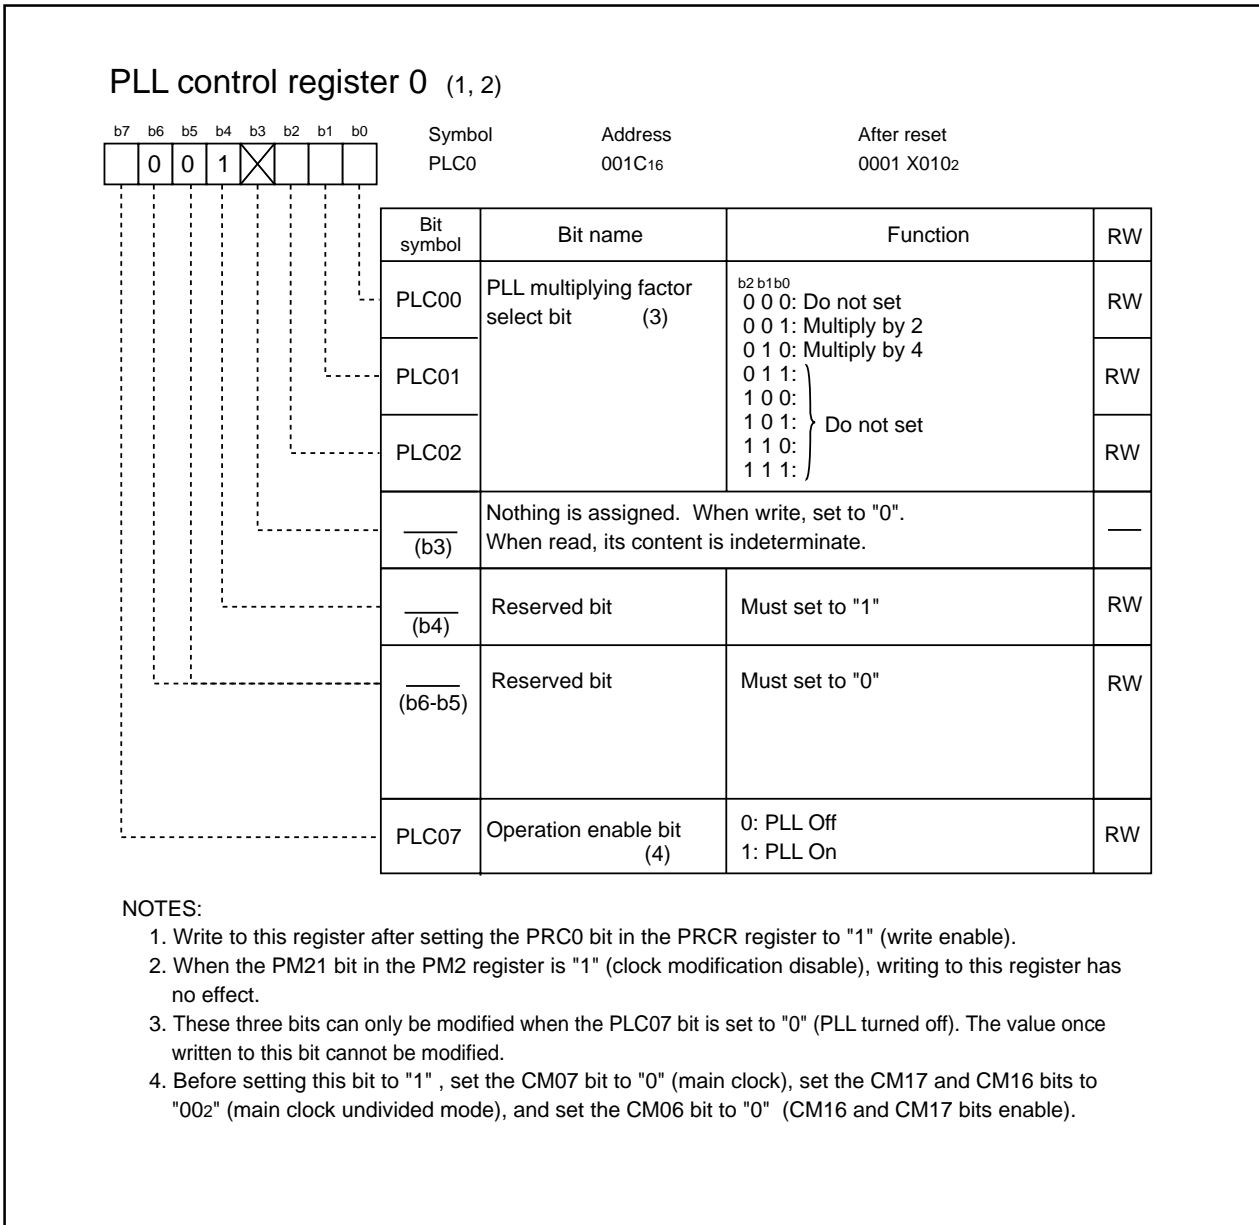 PLL control register 0 (1, 2)
b7 b6 b5 b4 b3 b2 b1 b0
0 0 1
Symbol Address After reset
PLC0 001C16 0001 X0102
Bit symbol Bit name Function RW
PLC00 PLL multiplying factor select bit (3) RW
b2 b1b0
0 0 0: Do not set
0 0 1: Multiply by 2
0 1 0: Multiply by 4
PLC01 RW
0 1 1:
1 0 0:
1 0 1: Do not set
1 1 0:
1 1 1:
PLC02 RW
(b3) Nothing is assigned. When write, set to "0".
When read, its content is indeterminate.
(b4) Reserved bit Must set to "1" RW
(b6-b5) Reserved bit Must set to "0" RW
PLC07 Operation enable bit (4) RW
0: PLL Off
1: PLL On
NOTES:
1. Write to this register after setting the PRC0 bit in the PRCR register to "1" (write enable).
2. When the PM21 bit in the PM2 register is "1" (clock modification disable), writing to this register has
no effect.
3. These three bits can only be modified when the PLC07 bit is set to "0" (PLL turned off). The value once
written to this bit cannot be modified.
4. Before setting this bit to "1" , set the CM07 bit to "0" (main clock), set the CM17 and CM16 bits to
"002" (main clock undivided mode), and set the CM06 bit to "0" (CM16 and CM17 bits enable).